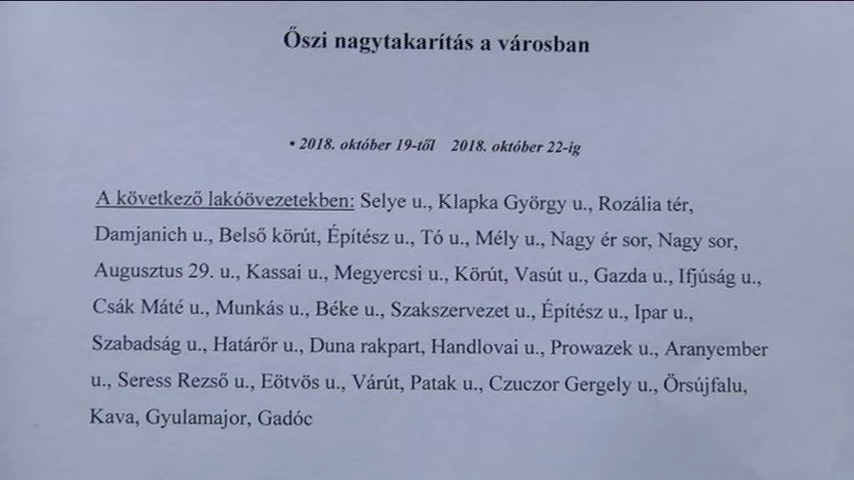 Őszi nagytakarítás a városban
• 2018. október 19-től 2018. október 22-ig
A következő lakóövezetekben: Selye u., Klapka György u., Rozália tér,
Damjanich u., Belső körút, Építész u., Tó u., Mély u., Nagy ér sor, Nagy sor,
Augusztus 29. u., Kassai u., Megyercsi u., Körút, Vasút u., Gazda u., Ifjúság u.,
Csák Máté u., Munkás u., Béke u., Szakszervezet u., Építész u., Ipar u.,
Szabadság u., Határőr u., Duna rakpart, Handlovai u., Prowazek u., Aranyember
u., Seress Rezső u., Eötvös u., Várút, Patak u., Czuczor Gergely u., Örsújfalu,
Kava, Gyulamajor, Gadóc